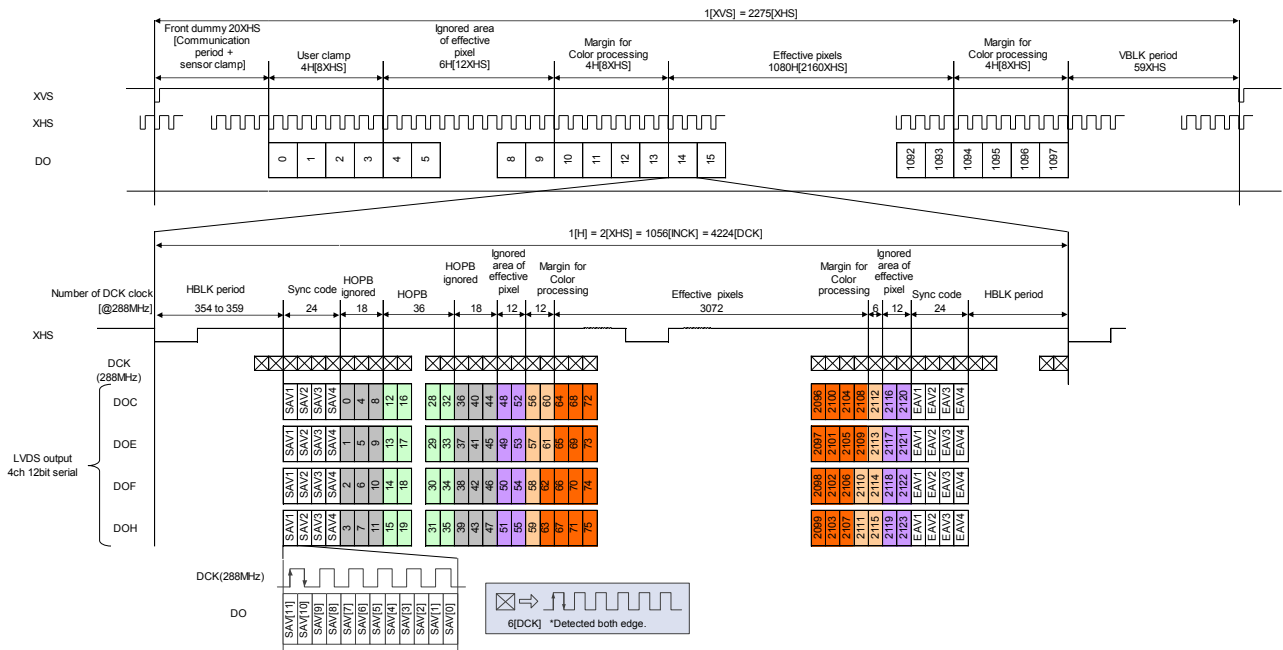 1[XVS] = 2275[XHS]
Front dummy 20XHS
[Communication
period +
sensor clamp]
User clamp
4H[8XHS]
Ignored area
of effective
pixel
6H[12XHS]
Margin for
Color processing
4H[8XHS]
Effective pixels
1080H[2160XHS]
Margin for
Color processing
4H[8XHS]
VBLK period
59XHS
XVS
XHS
DO
0 1 2 3 4 5 8 9 10 11 12 13 14 15 1092 1093 1094 1095 1096 1097
1[H] = 2[XHS] = 1056[INCK] = 4224[DCK]
Number of DCK clock
[@288MHz]
HBLK period
354 to 359
Sync code
24
HOPB
ignored
18
HOPB
36
HOPB
ignored
18
Ignored
area of
effective
pixel
12
Margin for
Color
processing
12
Effective pixels
3072
Margin for
Color
processing
6
Ignored
area of
effective
pixel
12
Sync code
24
HBLK period
XHS
DCK
(288MHz)
LVDS output
4ch 12bit serial
DOC
SAV1 SAV2 SAV3 SAV4 0 4 8 12 16 28 32 36 40 44 48 52 56 60 64 68 72 2096 2100 2104 2108 2112 2116 2120 EAV1 EAV2 EAV3 EAV4
DOE
SAV1 SAV2 SAV3 SAV4 1 5 9 13 17 29 33 37 41 45 49 53 57 61 65 69 73 2097 2101 2105 2109 2113 2117 2121 EAV1 EAV2 EAV3 EAV4
DOF
SAV1 SAV2 SAV3 SAV4 2 6 10 14 18 30 34 38 42 46 50 54 58 62 66 70 74 2098 2102 2106 2110 2114 2118 2122 EAV1 EAV2 EAV3 EAV4
DOH
SAV1 SAV2 SAV3 SAV4 3 7 11 15 19 31 35 39 43 47 51 55 59 63 67 71 75 2099 2103 2107 2111 2115 2119 2123 EAV1 EAV2 EAV3 EAV4
DCK(288MHz)
DO
SAV[11] SAV[10] SAV[9] SAV[8] SAV[7] SAV[6] SAV[5] SAV[4] SAV[3] SAV[2] SAV[1] SAV[0]
6[DCK] *Detected both edge.